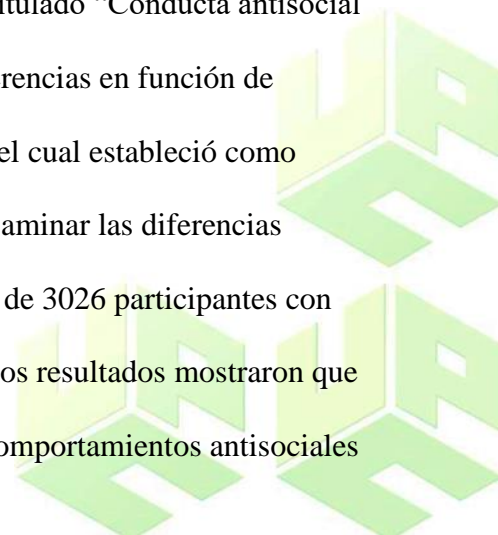 itulado “Conducta antisocial
erencias en función de
el cual estableció como
aminar las diferencias
de 3026 participantes con
os resultados mostraron que
omportamientos antisociales